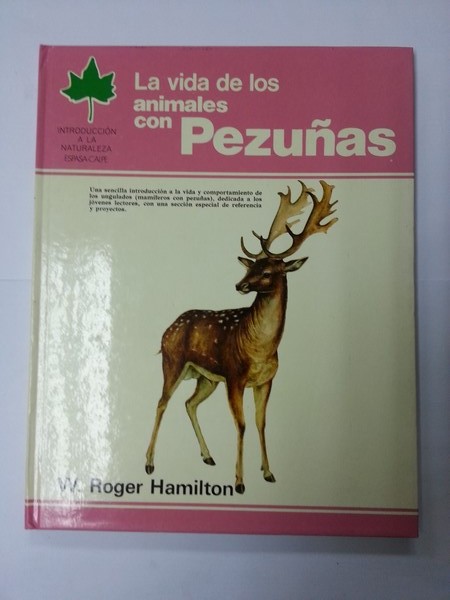 La vida de los
animales
con Pezuñas
INTRODUCCIÓN
A LA
NATURALEZA
ESPASA-CALPE
Una sencilla introducción a la vida y comportamiento de
los ungulados (mamíferos con pezuñas), dedicada a los
jóvenes lectores, con una sección especial de referencia
y proyectos.
W. Roger Hamilton